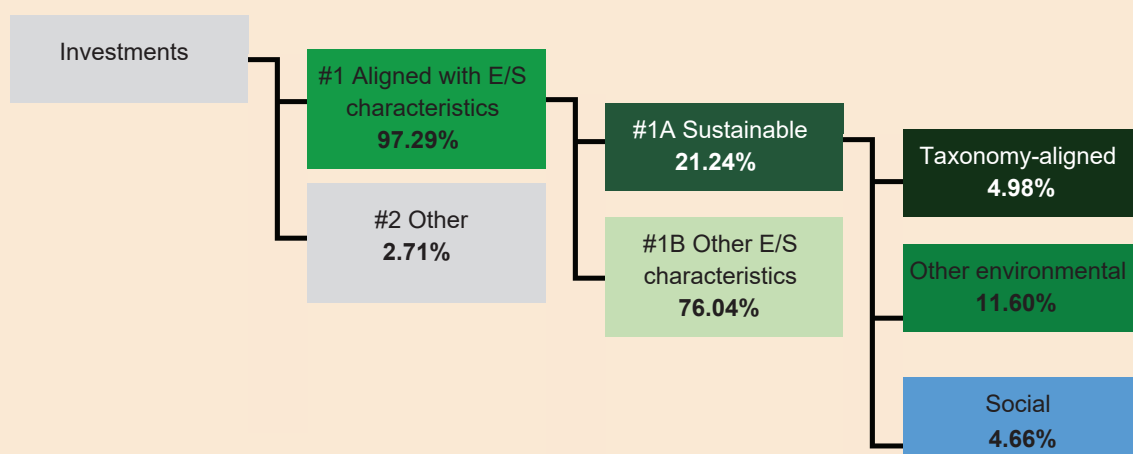 Investments
#1 Aligned with E/S
characteristics
97.29%
#2 Other
2.71%
#1A Sustainable
21.24%
#1B Other E/S
characteristics
76.04%
Taxonomy-aligned
4.98%
Other environmental
11.60%
Social
4.66%